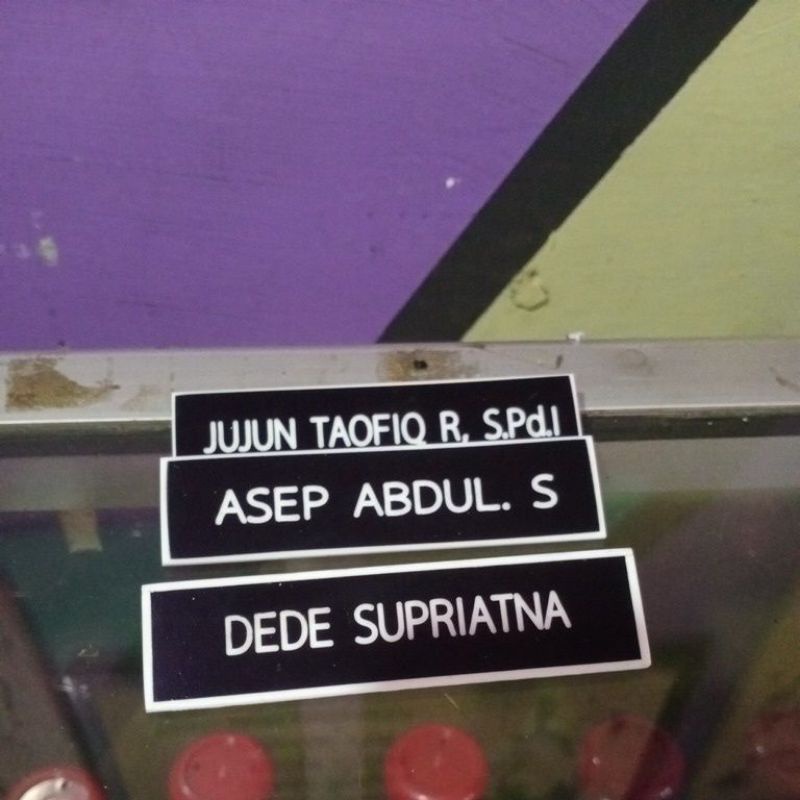 JUJUN TAOFIQ R, S.Pd.I
ASEP ABDUL. S
DEDE SUPRIATNA